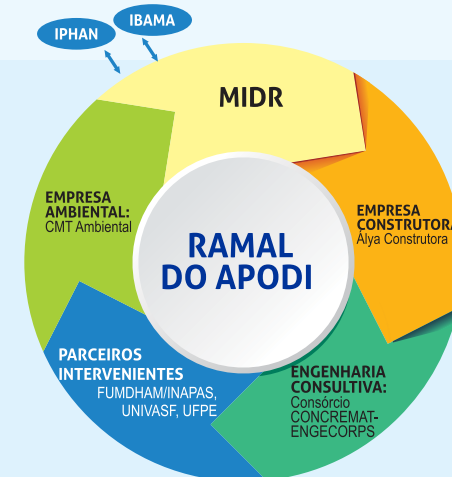 IPHAN
IBAMA
MIDR
EMPRESA
AMBIENTAL:
CMT Ambiental
EMPRESA
CONSTRUTORA
Álya Construtora
RAMAL
DO APODI
PARCEIROS
INTERVENIENTES
FUMDHAM/INAPAS,
UNIVASF, UFPE
ENGENHARIA
CONSULTIVA:
Consórcio
CONCREMAT-
ENGECORPS